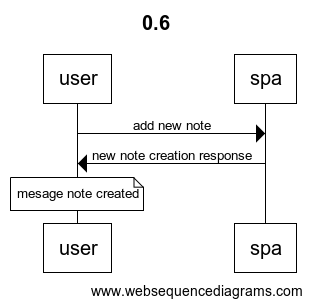 0.6
user
spa
add new note
new note creation response
mesage note created
user
spa
www.websequencediagrams.com